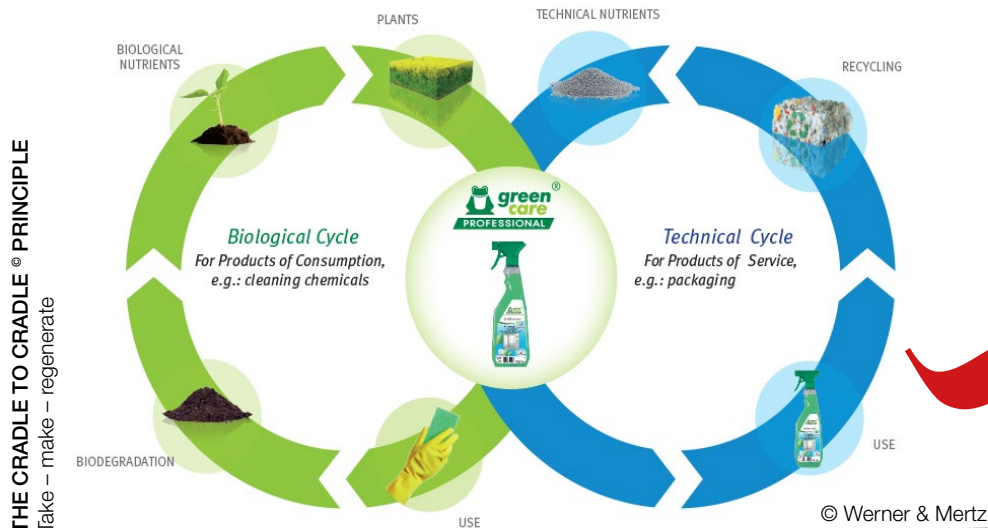 THE CRADLE TO CRADLE © PRINCIPLE
Take – make – regenerate
PLANTS
TECHNICAL NUTRIENTS
BIOLOGICAL
NUTRIENTS
RECYCLING
green
care
®
PROFESSIONAL
Biological Cycle
For Products of Consumption,
e.g.: cleaning chemicals
Technical Cycle
For Products of Service,
e.g.: packaging
BIODEGRADATION
USE
USE
© Werner & Mertz